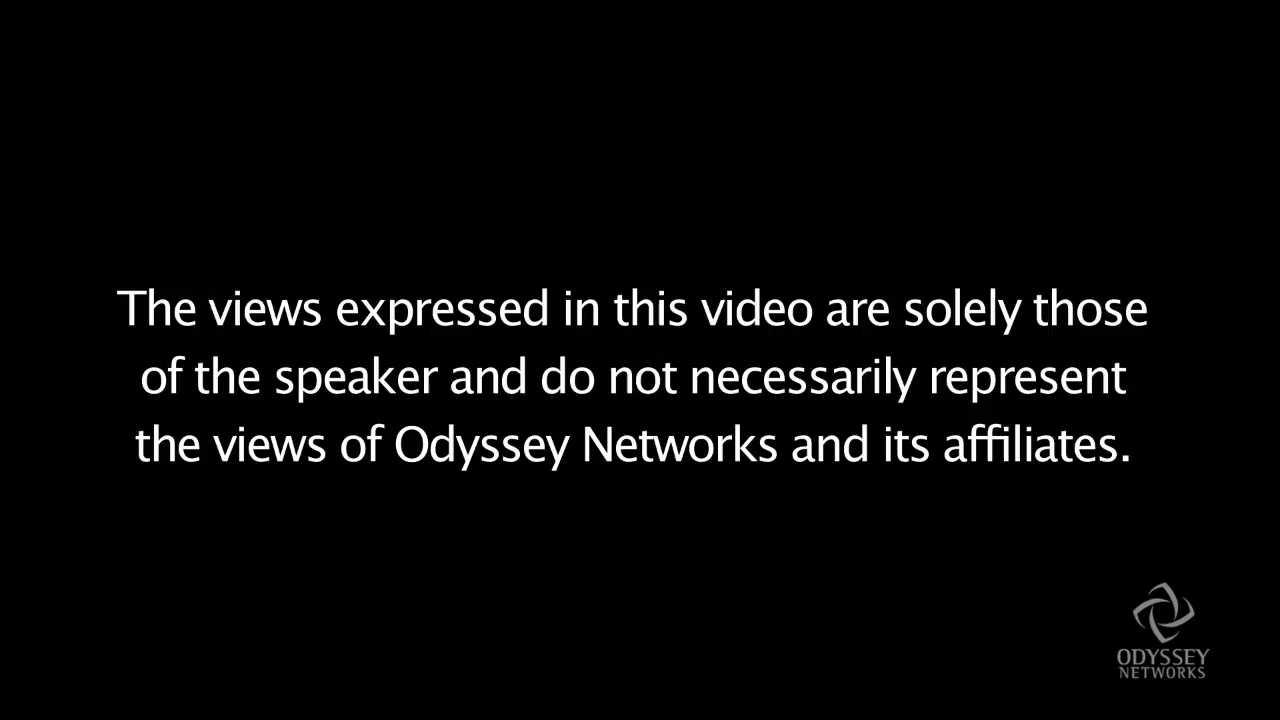 The views expressed in this video are solely those
of the speaker and do not necessarily represent
the views of Odyssey Networks and its affiliates.
ODYSSEY
NETWORKS